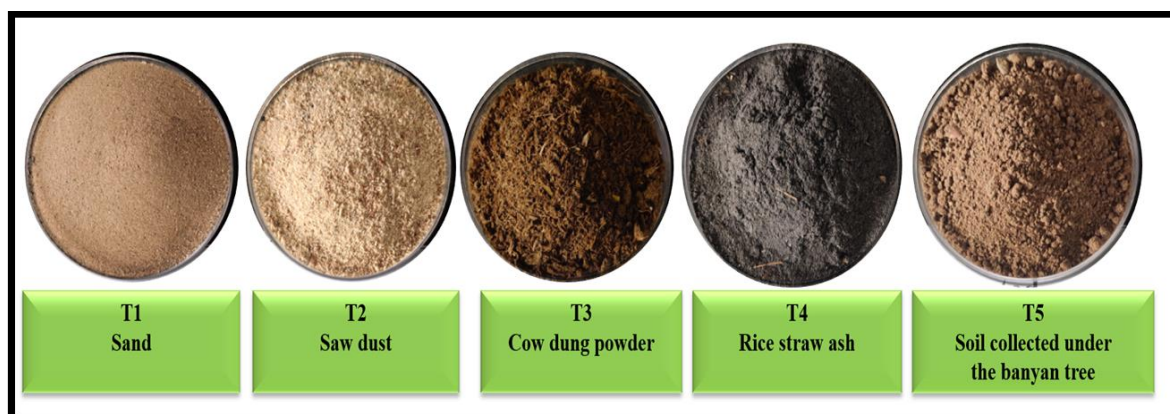 T1
Sand
T2
Saw dust
T3
Cow dung powder
T4
Rice straw ash
T5
Soil collected under
the banyan tree